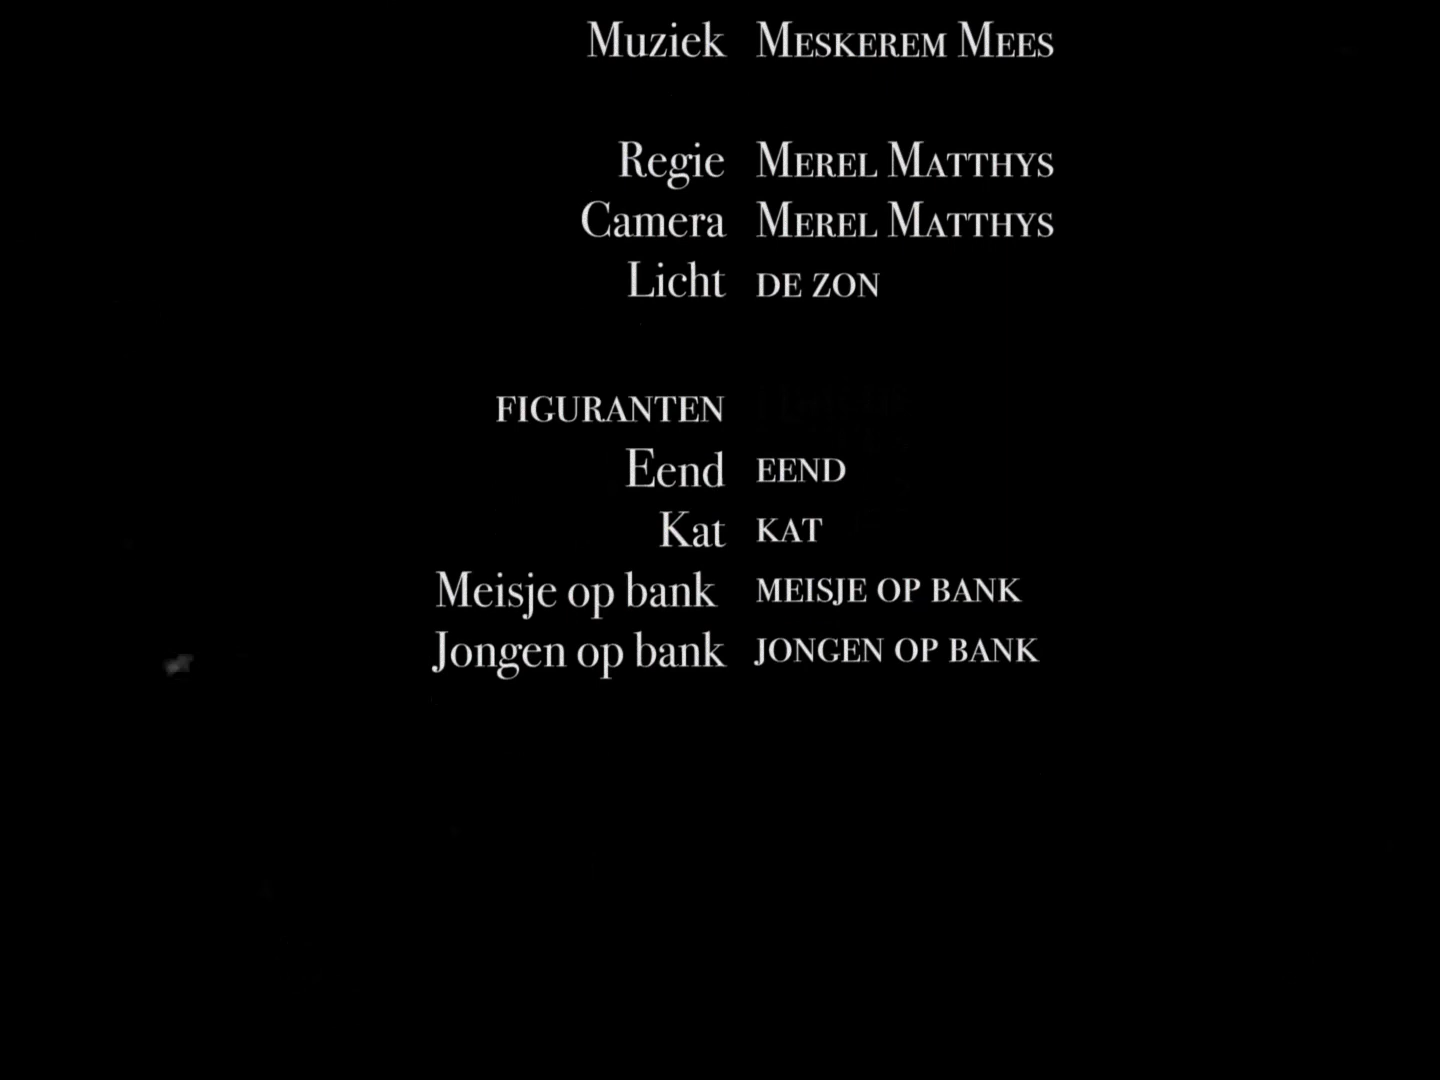 Muziek MESKEREM MEES
Regie MEREL MATTHYS
Camera MEREL MATTHYS
Licht DE ZON
FIGURANTEN
Eend EEND
Kat KAT
Meisje op bank MEISJE OP BANK
Jongen op bank JONGEN OP BANK